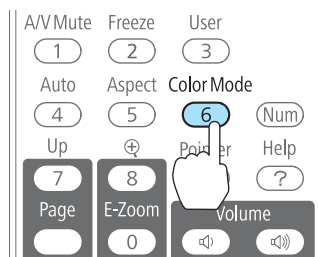 A/V Mute Freeze User
1 2 3
Auto Aspect Color Mode
4 5 6 Num
Up Pointer Help
7 8 ?
Page E-Zoom Volume
0